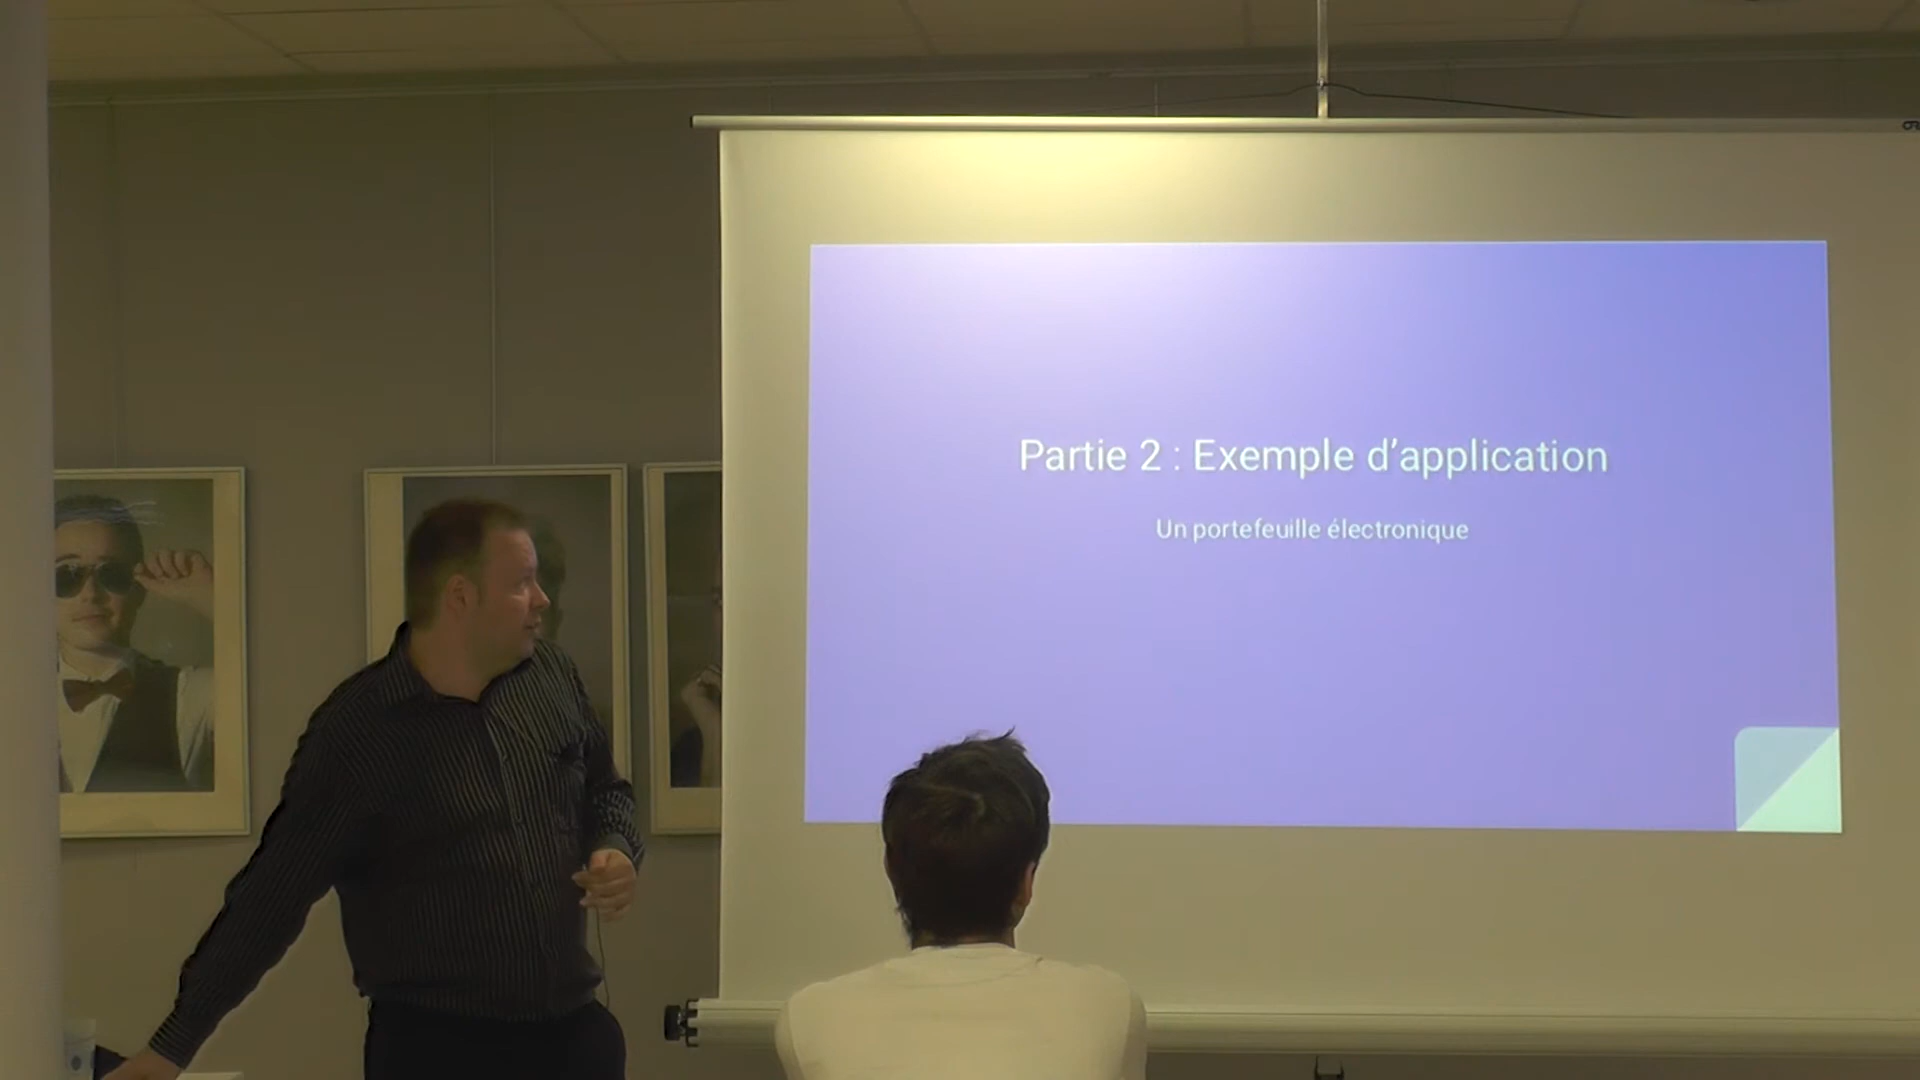 Partie 2 : Exemple d’application
Un portefeuille électronique